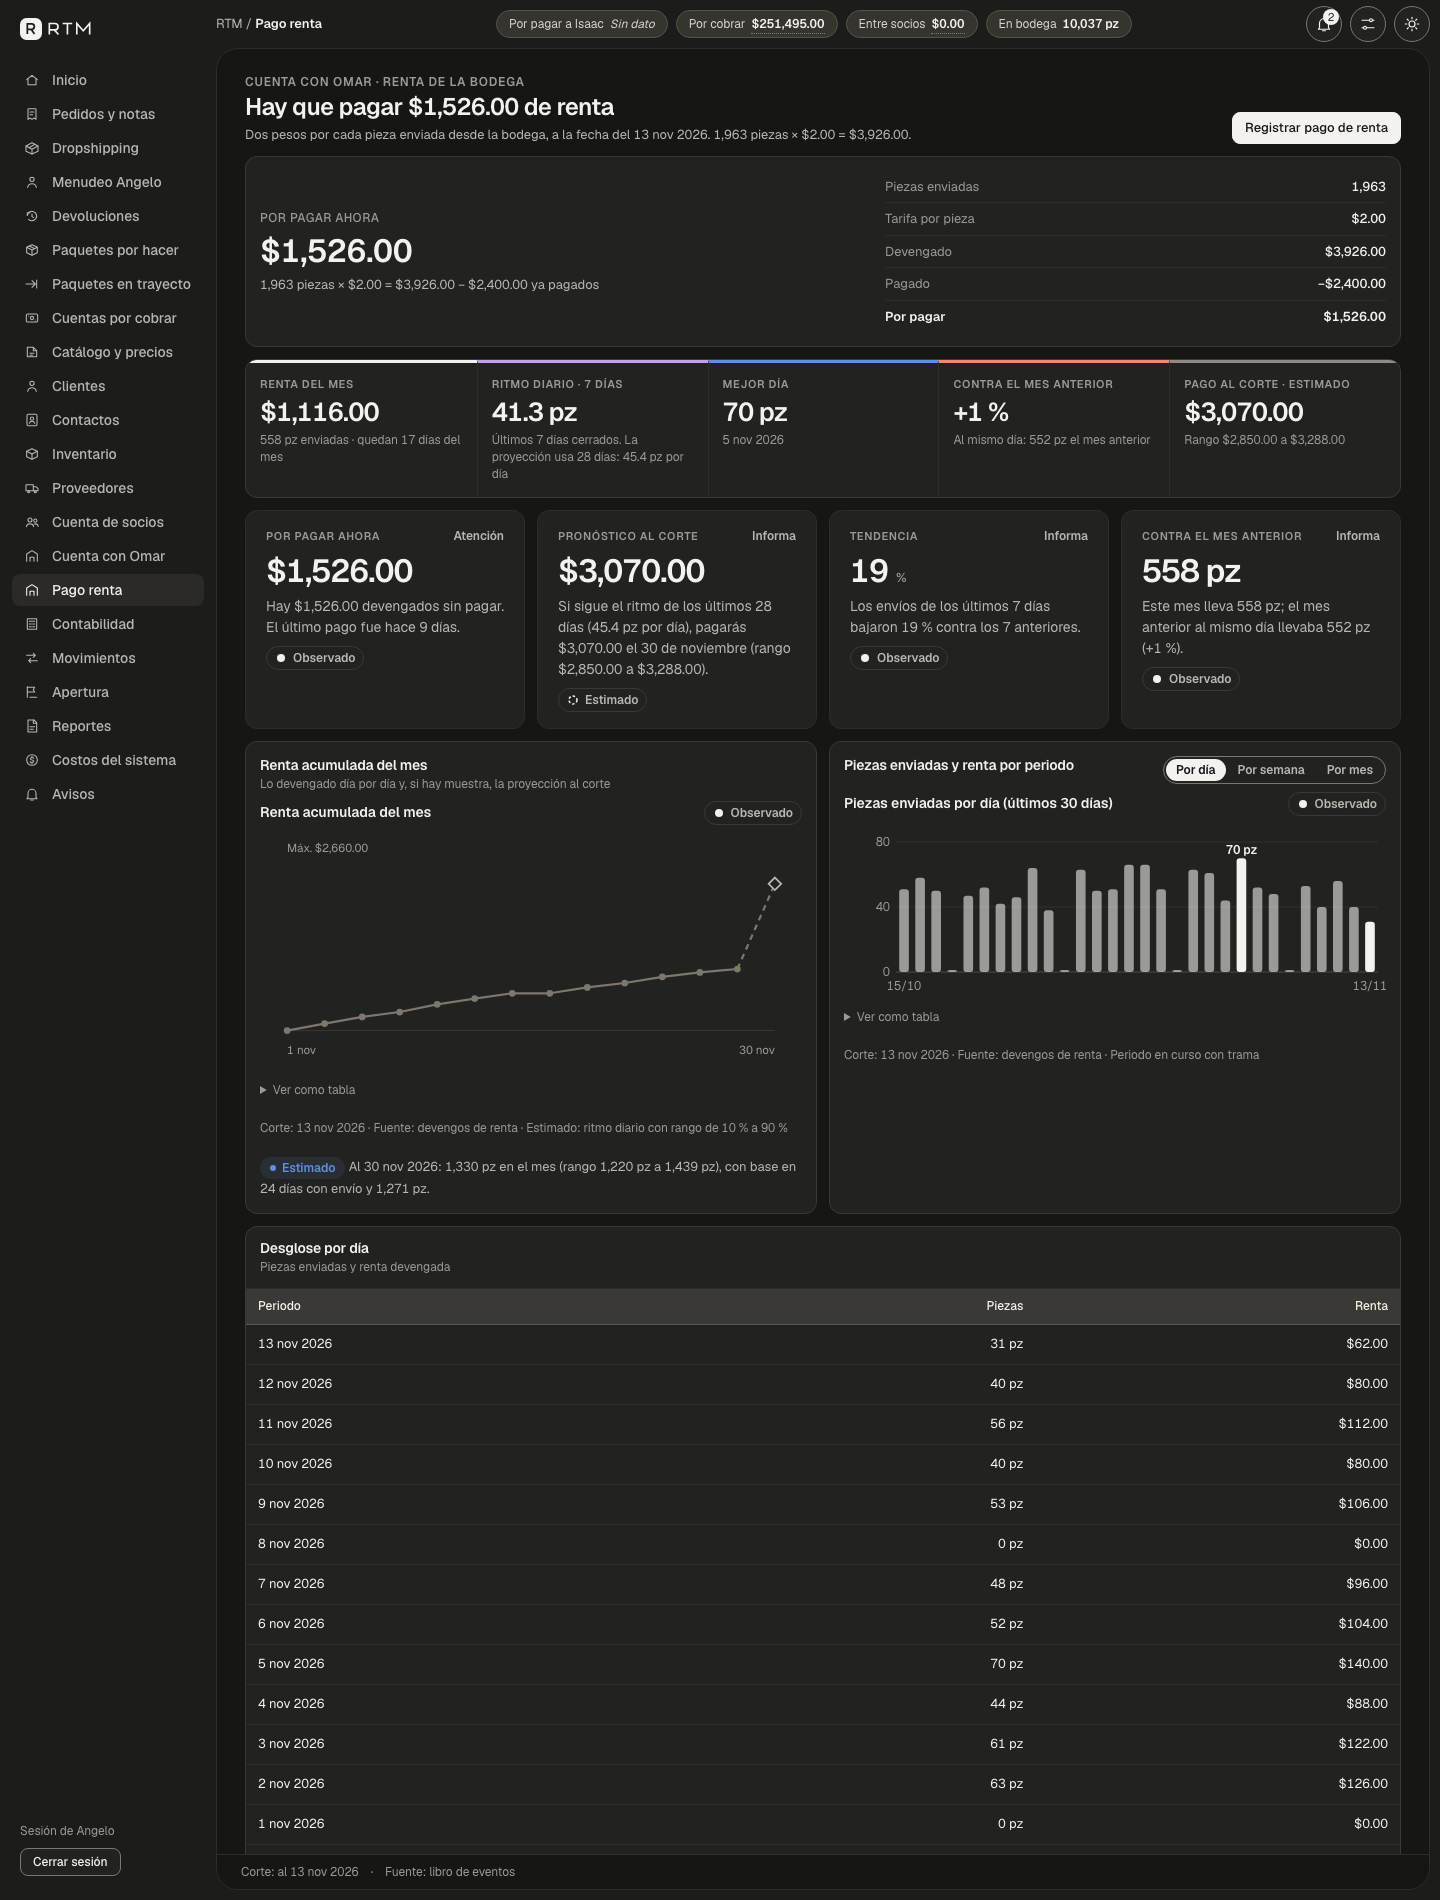 R RTM
RTM / Pago renta
Por pagar a Isaac Sin dato
Por cobrar $251,495.00
Entre socios $0.00
En bodega 10,037 pz
2
Inicio
Pedidos y notas
Dropshipping
Menudeo Angelo
Devoluciones
Paquetes por hacer
Paquetes en trayecto
Cuentas por cobrar
Catálogo y precios
Clientes
Contactos
Inventario
Proveedores
Cuenta de socios
Cuenta con Omar
Pago renta
Contabilidad
Movimientos
Apertura
Reportes
Costos del sistema
Avisos
Sesión de Angelo
Cerrar sesión
CUENTA CON OMAR · RENTA DE LA BODEGA
Hay que pagar $1,526.00 de renta
Dos pesos por cada pieza enviada desde la bodega, a la fecha del 13 nov 2026. 1,963 piezas × $2.00 = $3,926.00.
Registrar pago de renta
POR PAGAR AHORA
$1,526.00
1,963 piezas × $2.00 = $3,926.00 − $2,400.00 ya pagados
Piezas enviadas 1,963
Tarifa por pieza $2.00
Devengado $3,926.00
Pagado −$2,400.00
Por pagar $1,526.00
RENTA DEL MES
$1,116.00
558 pz enviadas · quedan 17 días del
mes
RITMO DIARIO · 7 DÍAS
41.3 pz
Últimos 7 días cerrados. La
proyección usa 28 días: 45.4 pz por
día
MEJOR DÍA
70 pz
5 nov 2026
CONTRA EL MES ANTERIOR
+1 %
Al mismo día: 552 pz el mes anterior
PAGO AL CORTE · ESTIMADO
$3,070.00
Rango $2,850.00 a $3,288.00
POR PAGAR AHORA Atención
$1,526.00
Hay $1,526.00 devengados sin pagar.
El último pago fue hace 9 días.
Observado
PRONÓSTICO AL CORTE Informa
$3,070.00
Si sigue el ritmo de los últimos 28
días (45.4 pz por día), pagarás
$3,070.00 el 30 de noviembre (rango
$2,850.00 a $3,288.00).
Estimado
TENDENCIA Informa
19 %
Los envíos de los últimos 7 días
bajaron 19 % contra los 7 anteriores.
Observado
CONTRA EL MES ANTERIOR Informa
558 pz
Este mes lleva 558 pz; el mes
anterior al mismo día llevaba 552 pz
(+1 %).
Observado
Renta acumulada del mes
Lo devengado día por día y, si hay muestra, la proyección al corte
Renta acumulada del mes
Observado
Máx. $2,660.00
1 nov 30 nov
▶ Ver como tabla
Corte: 13 nov 2026 · Fuente: devengos de renta · Estimado: ritmo diario con rango de 10 % a 90 %
Estimado Al 30 nov 2026: 1,330 pz en el mes (rango 1,220 pz a 1,439 pz), con base en
24 días con envío y 1,271 pz.
Piezas enviadas y renta por periodo
Por día Por semana Por mes
Piezas enviadas por día (últimos 30 días)
Observado
80
70 pz
40
0
15/10 13/11
▶ Ver como tabla
Corte: 13 nov 2026 · Fuente: devengos de renta · Periodo en curso con trama
Desglose por día
Piezas enviadas y renta devengada
Periodo Piezas Renta
13 nov 2026 31 pz $62.00
12 nov 2026 40 pz $80.00
11 nov 2026 56 pz $112.00
10 nov 2026 40 pz $80.00
9 nov 2026 53 pz $106.00
8 nov 2026 0 pz $0.00
7 nov 2026 48 pz $96.00
6 nov 2026 52 pz $104.00
5 nov 2026 70 pz $140.00
4 nov 2026 44 pz $88.00
3 nov 2026 61 pz $122.00
2 nov 2026 63 pz $126.00
1 nov 2026 0 pz $0.00
Corte: al 13 nov 2026 · Fuente: libro de eventos